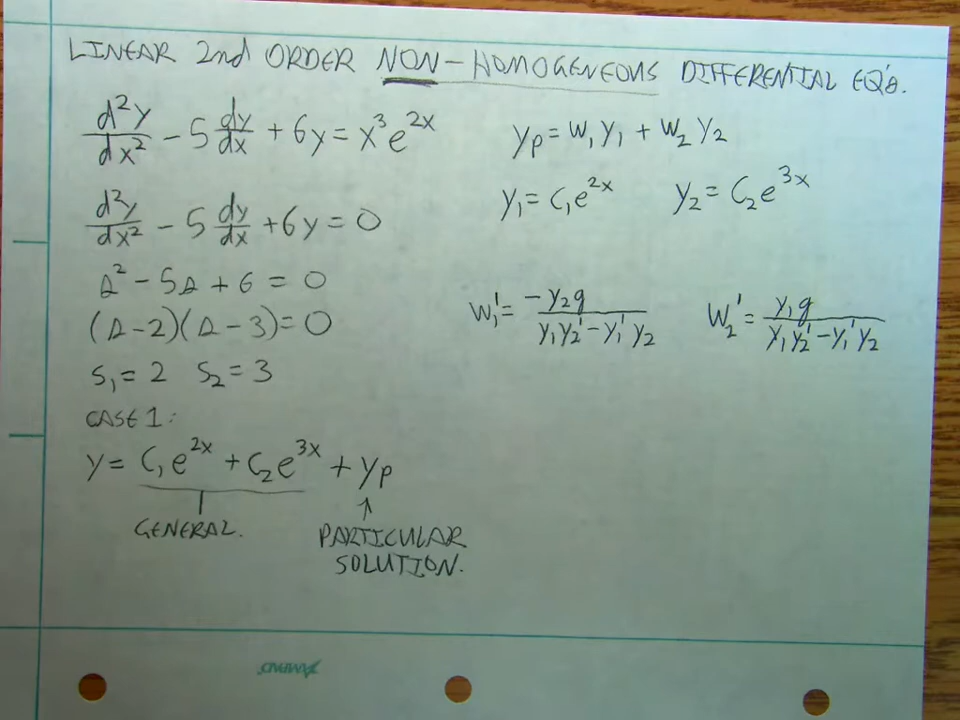 LINEAR 2nd ORDER NON-HOMOGENEOUS DIFFERENTIAL EQ's.
d²y/dx² - 5 dy/dx + 6y = x³e^2x
d²y/dx² - 5 dy/dx + 6y = 0
s² - 5s + 6 = 0
(s-2)(s-3) = 0
s₁ = 2 s₂ = 3
CASE 1:
y = C₁e^2x + C₂e^3x + yp
GENERAL.
PARTICULAR
SOLUTION.
yp = W₁y₁ + W₂y₂
y₁ = C₁e^2x y₂ = C₂e^3x
W₁' = -y₂g/(y₁y₂' - y₁'y₂) W₂' = y₁g/(y₁y₂' - y₁'y₂)
AMPAD